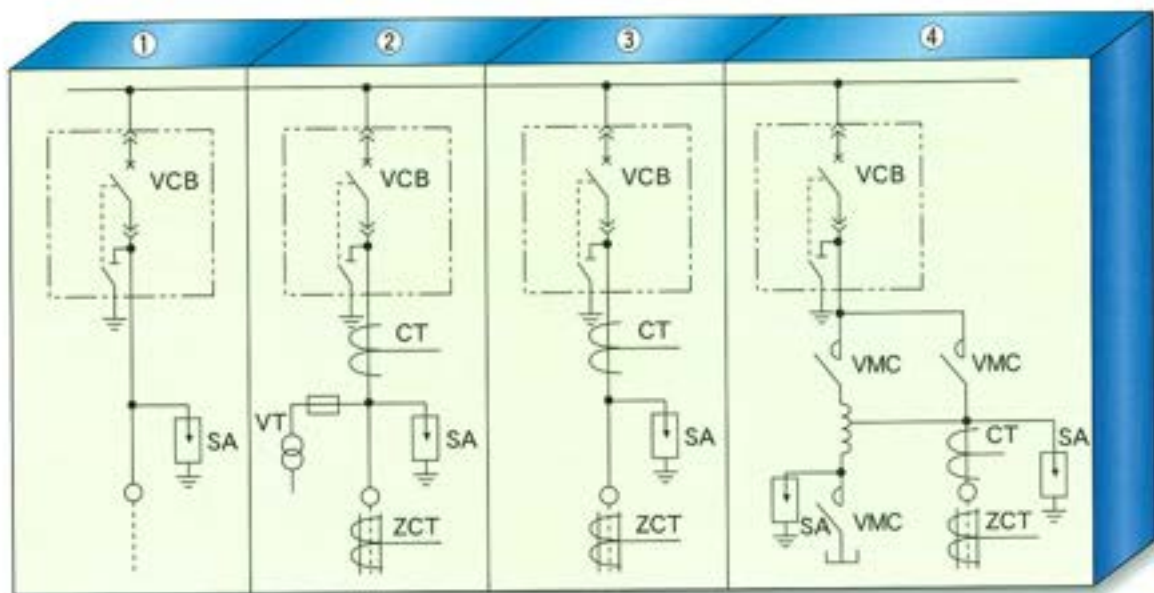 ① ② ③ ④
VCB VCB VCB VCB
CT CT
VMC VMC
VT
SA SA SA CT SA
SA VMC
ZCT ZCT ZCT